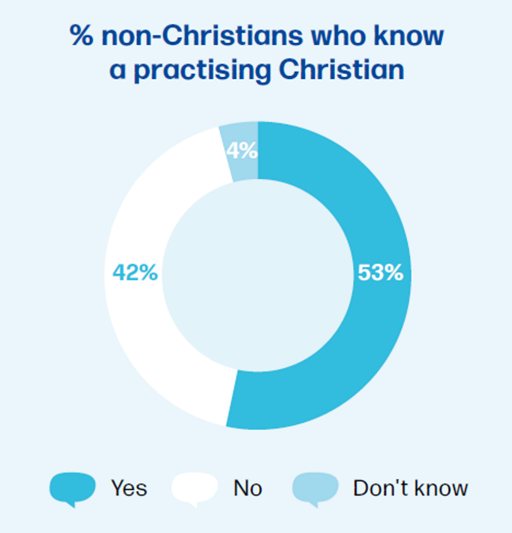 % non-Christians who know
a practising Christian
4%
42%
53%
Yes
No
Don't know